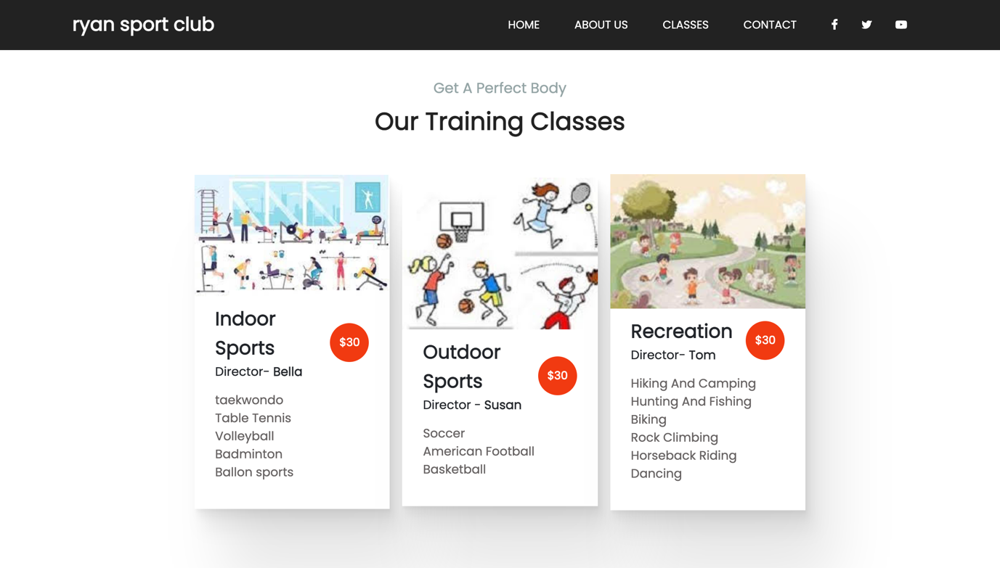 ryan sport club
HOME ABOUT US CLASSES CONTACT
Get A Perfect Body
Our Training Classes
Indoor
Sports
$30
Director- Bella
taekwondo
Table Tennis
Volleyball
Badminton
Ballon sports
Outdoor
Sports
$30
Director - Susan
Soccer
American Football
Basketball
Recreation
$30
Director- Tom
Hiking And Camping
Hunting And Fishing
Biking
Rock Climbing
Horseback Riding
Dancing